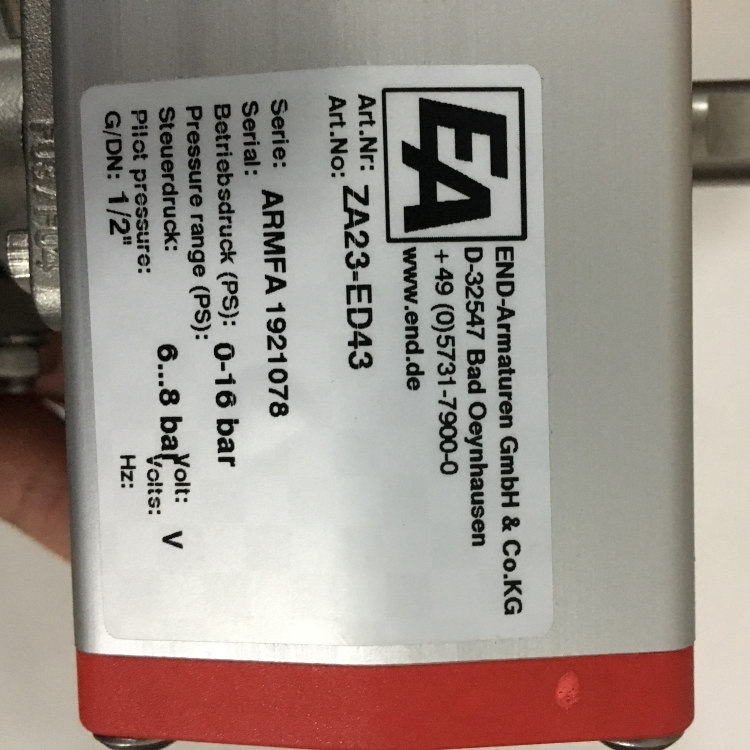 EA
END-Armaturen GmbH & Co.KG
D-32547 Bad Oeynhausen
+49 (0)5731-7900-0
www.end.de
Art.Nr:
Art.No: ZA23-ED43
Serie:
Serial: ARMFA 1921078
Betriebsdruck (PS):
Pressure range (PS): 0-16 bar
Steuerdruck:
Pilot pressure: 6...8 bar
Volt:
Volts: V
G/DN: 1/2"
Hz: